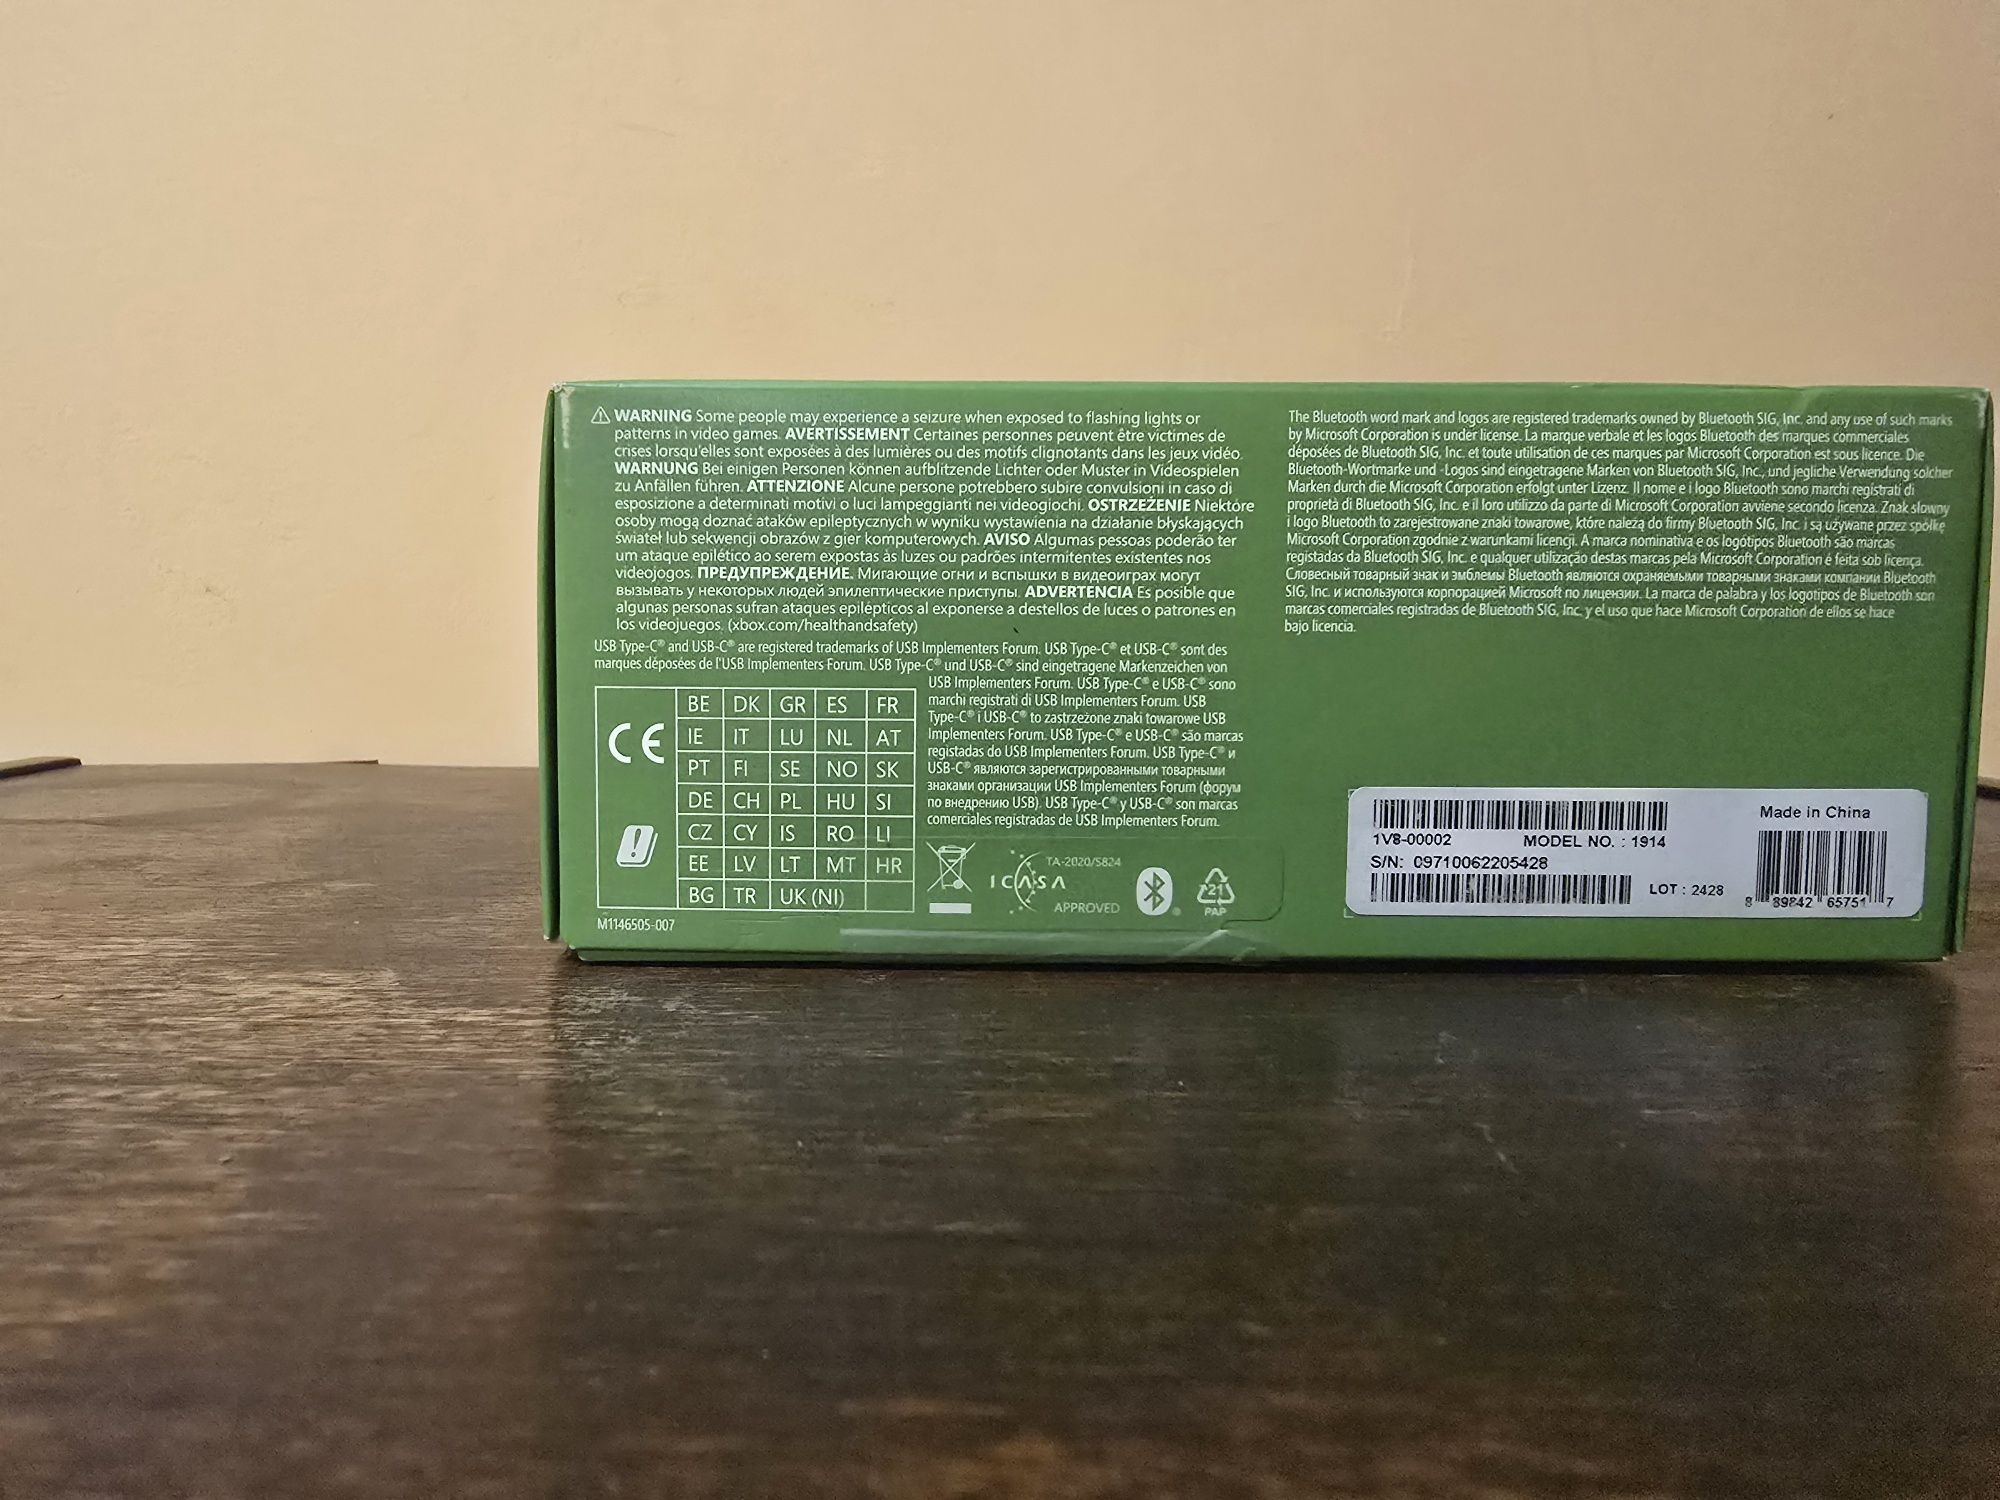 ⚠ WARNING Some people may experience a seizure when exposed to flashing lights or
patterns in video games. AVERTISSEMENT Certaines personnes peuvent être victimes de
crises lorsqu'elles sont exposées à des lumières ou des motifs clignotants dans les jeux vidéo.
WARNUNG Bei einigen Personen können aufblitzende Lichter oder Muster in Videospielen
zu Anfällen führen. ATTENZIONE Alcune persone potrebbero subire convulsioni in caso di
esposizione a determinati motivi o luci lampeggianti nei videogiochi. OSTRZEŻENIE Niektóre
osoby mogą doznać ataków epileptycznych w wyniku wystawienia na działanie błyskających
świateł lub sekwencji obrazów z gier komputerowych. AVISO Algumas pessoas poderão ter
um ataque epilético ao serem expostas às luzes ou padrões intermitentes existentes nos
videojogos. ПРЕДУПРЕЖДЕНИЕ. Мигающие огни и вспышки в видеоиграх могут
вызывать у некоторых людей эпилептические приступы. ADVERTENCIA Es posible que
algunas personas sufran ataques epilépticos al exponerse a destellos de luces o patrones en
los videojuegos. (xbox.com/healthandsafety)
USB Type-C® and USB-C® are registered trademarks of USB Implementers Forum. USB Type-C® et USB-C® sont des
marques déposées de l'USB Implementers Forum. USB Type-C® und USB-C® sind eingetragene Markenzeichen von
USB Implementers Forum. USB Type-C® e USB-C® sono
marchi registrati di USB Implementers Forum. USB
Type-C® i USB-C® to zastrzeżone znaki towarowe USB
Implementers Forum. USB Type-C® e USB-C® são marcas
registadas do USB Implementers Forum. USB Type-C® и
USB-C® являются зарегистрированными товарными
знаками организации USB Implementers Forum (форум
по внедрению USB). USB Type-C® y USB-C® son marcas
comerciales registradas de USB Implementers Forum.
CE
BE DK GR ES FR
IE IT LU NL AT
PT FI SE NO SK
DE CH PL HU SI
CZ CY IS RO LI
EE LV LT MT HR
BG TR UK (NI)
M1146505-007
TA-2020/5824
ICASA
APPROVED
21
PAP
The Bluetooth word mark and logos are registered trademarks owned by Bluetooth SIG, Inc. and any use of such marks
by Microsoft Corporation is under license. La marque verbale et les logos Bluetooth des marques commerciales
déposées de Bluetooth SIG, Inc. et toute utilisation de ces marques par Microsoft Corporation est sous licence. Die
Bluetooth-Wortmarke und -Logos sind eingetragene Marken von Bluetooth SIG, Inc., und jegliche Verwendung solcher
Marken durch die Microsoft Corporation erfolgt unter Lizenz. Il nome e i logo Bluetooth sono marchi registrati di
proprietà di Bluetooth SIG, Inc. e il loro utilizzo da parte di Microsoft Corporation avviene secondo licenza. Znak słowny
i logo Bluetooth to zarejestrowane znaki towarowe, które należą do firmy Bluetooth SIG, Inc. i są używane przez spółkę
Microsoft Corporation zgodnie z warunkami licencji. A marca nominativa e os logótipos Bluetooth são marcas
registadas da Bluetooth SIG, Inc. e qualquer utilização destas marcas pela Microsoft Corporation é feita sob licença.
Словесный товарный знак и эмблемы Bluetooth являются охраняемыми товарными знаками компании Bluetooth
SIG, Inc. и используются корпорацией Microsoft по лицензии. La marca de palabra y los logotipos de Bluetooth son
marcas comerciales registradas de Bluetooth SIG, Inc. y el uso que hace Microsoft Corporation de ellos se hace
bajo licencia.
1V8-00002 MODEL NO. : 1914
S/N: 09710062205428
LOT : 2428
Made in China
8 89842 65751 7